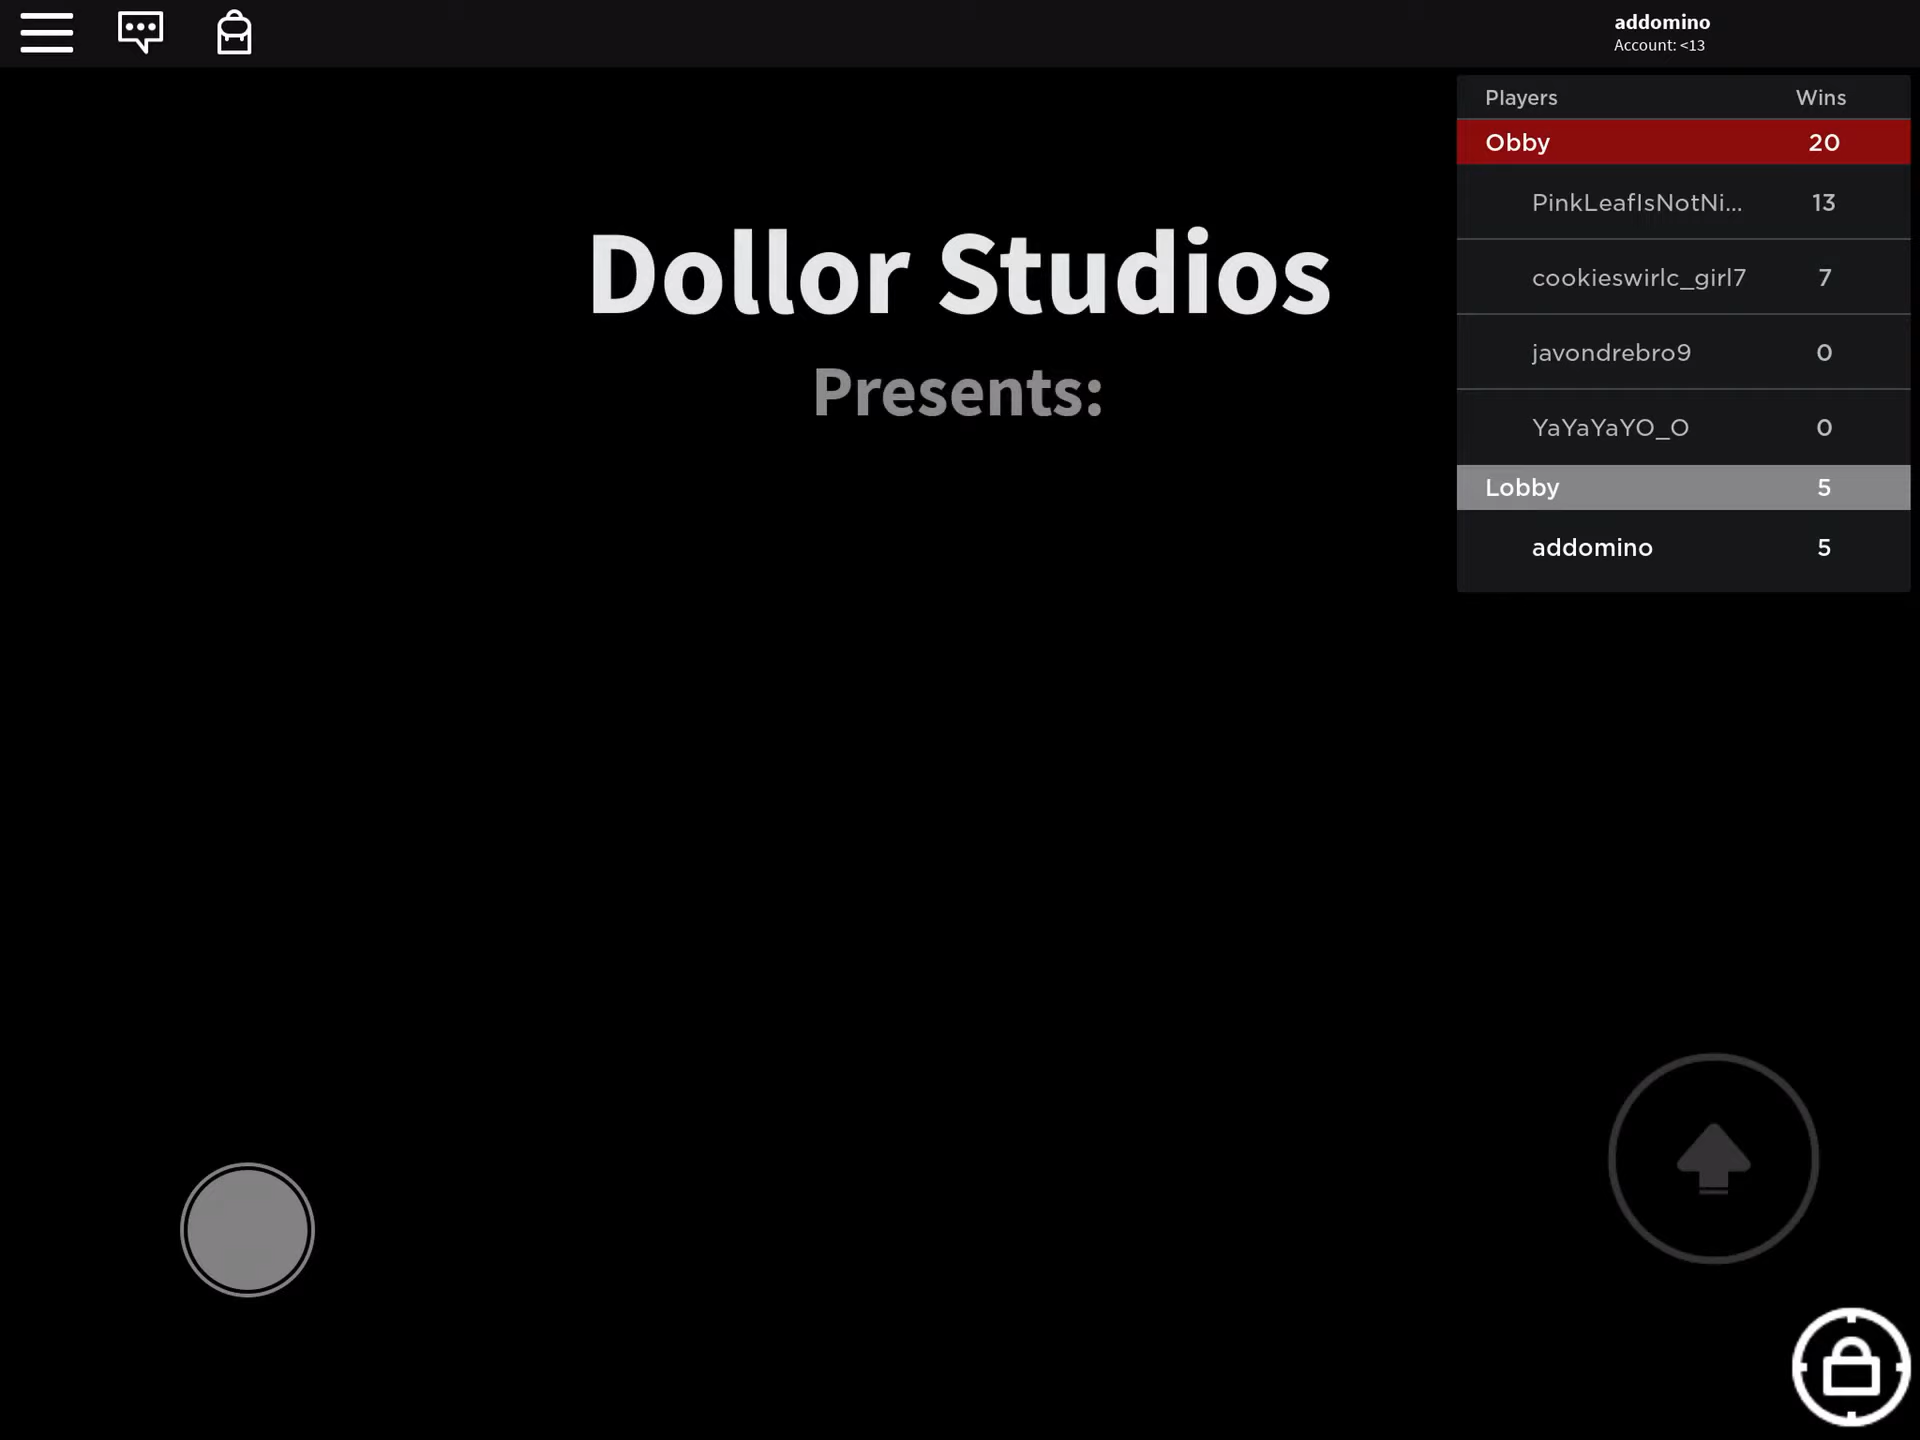 addomino
Account: <13
Players Wins
Obby 20
PinkLeafIsNotNi... 13
cookieswirlc_girl7 7
javondrebro9 0
YaYaYaYO_O 0
Lobby 5
addomino 5
Dollor Studios
Presents: